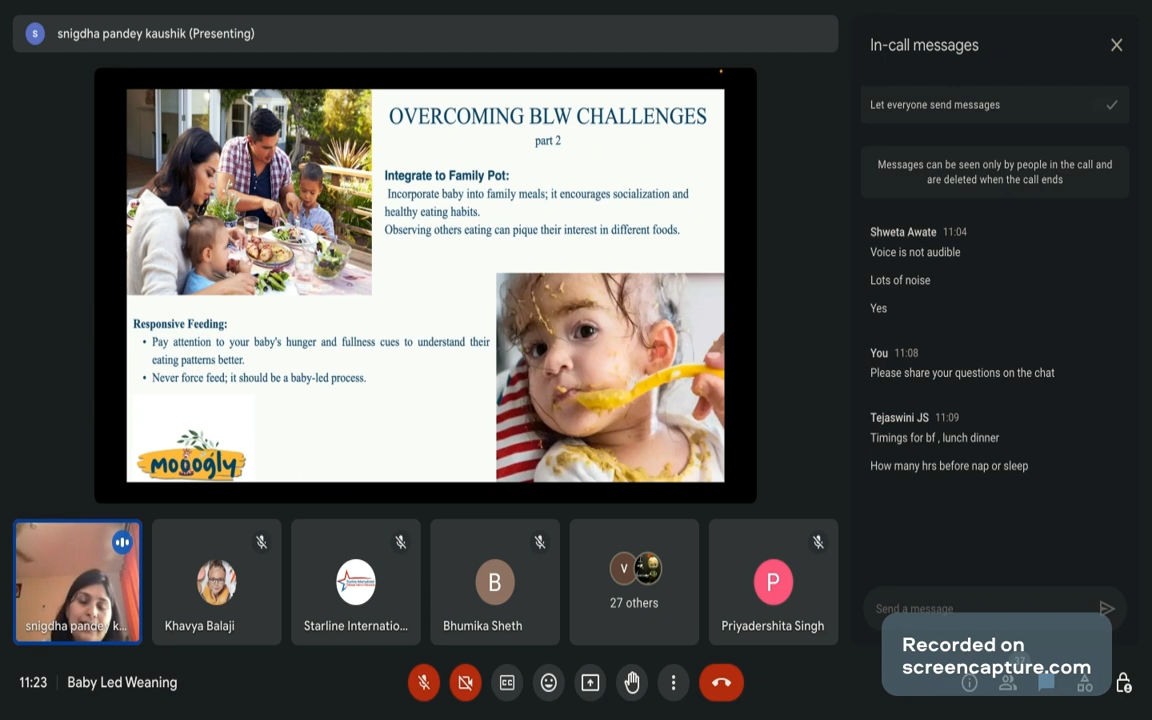 s
snigdha pandey kaushik (Presenting)
OVERCOMING BLW CHALLENGES
part 2
Integrate to Family Pot:
Incorporate baby into family meals; it encourages socialization and
healthy eating habits.
Observing others eating can pique their interest in different foods.
Responsive Feeding:
• Pay attention to your baby's hunger and fullness cues to understand their
eating patterns better.
• Never force feed; it should be a baby-led process.
mooogly
In-call messages
Let everyone send messages
Messages can be seen only by people in the call and
are deleted when the call ends
Shweta Awate 11:04
Voice is not audible
Lots of noise
Yes
You 11:08
Please share your questions on the chat
Tejaswini JS 11:09
Timings for bf , lunch dinner
How many hrs before nap or sleep
Send a message
snigdha pandey k...
Khavya Balaji
Starline Internatio...
B
Bhumika Sheth
V
27 others
P
Priyadershita Singh
11:23 | Baby Led Weaning
CC
Recorded on
screencapture.com